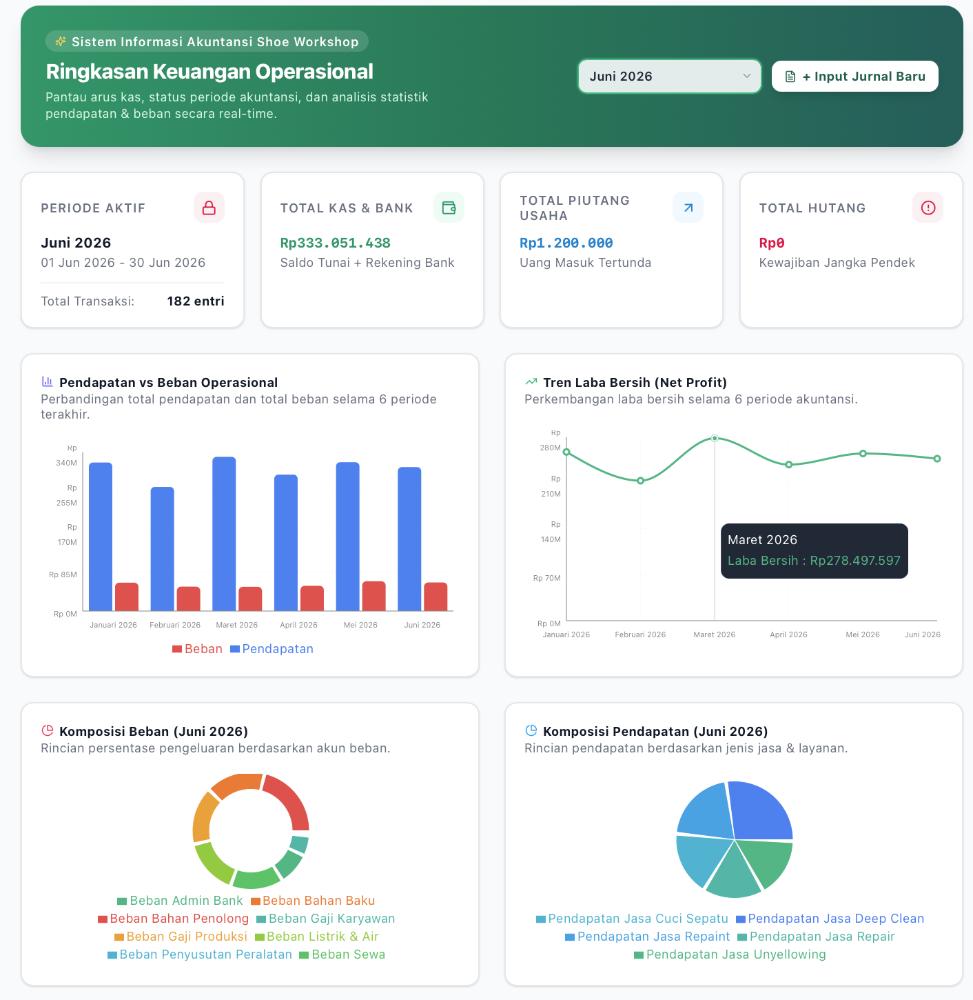 Sistem Informasi Akuntansi Shoe Workshop
Ringkasan Keuangan Operasional
Pantau arus kas, status periode akuntansi, dan analisis statistik
pendapatan & beban secara real-time.
Juni 2026
+ Input Jurnal Baru
PERIODE AKTIF
Juni 2026
01 Jun 2026 - 30 Jun 2026
Total Transaksi: 182 entri
TOTAL KAS & BANK
Rp333.051.438
Saldo Tunai + Rekening Bank
TOTAL PIUTANG
USAHA
Rp1.200.000
Uang Masuk Tertunda
TOTAL HUTANG
Rp0
Kewajiban Jangka Pendek
Pendapatan vs Beban Operasional
Perbandingan total pendapatan dan total beban selama 6 periode
terakhir.
Rp
340M
Rp
255M
Rp
170M
Rp 85M
Rp 0M
Januari 2026 Februari 2026 Maret 2026 April 2026 Mei 2026 Juni 2026
Beban Pendapatan
Tren Laba Bersih (Net Profit)
Perkembangan laba bersih selama 6 periode akuntansi.
Rp
280M
Rp
210M
Rp
140M
Rp 70M
Rp 0M
Maret 2026
Laba Bersih : Rp278.497.597
Januari 2026 Februari 2026 Maret 2026 April 2026 Mei 2026 Juni 2026
Komposisi Beban (Juni 2026)
Rincian persentase pengeluaran berdasarkan akun beban.
Beban Admin Bank Beban Bahan Baku
Beban Bahan Penolong Beban Gaji Karyawan
Beban Gaji Produksi Beban Listrik & Air
Beban Penyusutan Peralatan Beban Sewa
Komposisi Pendapatan (Juni 2026)
Rincian pendapatan berdasarkan jenis jasa & layanan.
Pendapatan Jasa Cuci Sepatu Pendapatan Jasa Deep Clean
Pendapatan Jasa Repaint Pendapatan Jasa Repair
Pendapatan Jasa Unyellowing